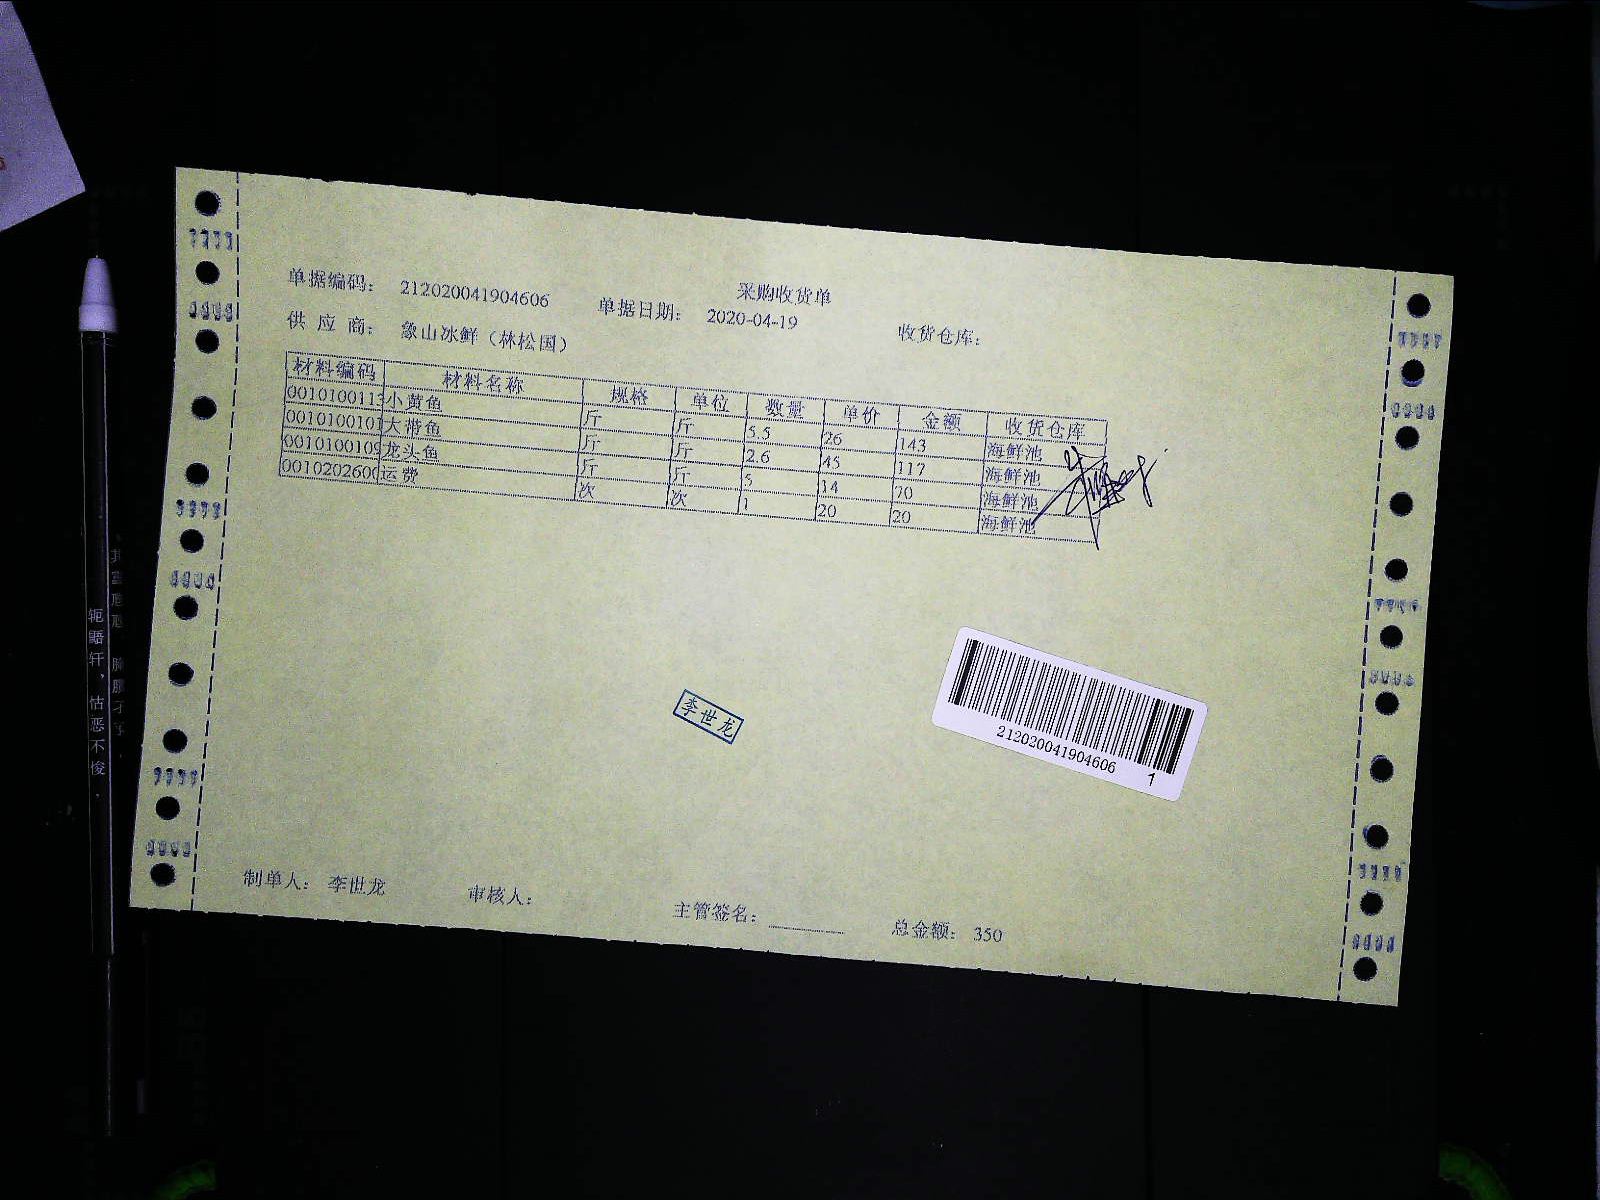 采购收货单
单据编码： 212020041904606 单据日期： 2020-04-19 收货仓库：
供 应 商： 象山冰鲜（林松国）
材料编码 材料名称 规格 单位 数量 单价 金额 收货仓库
0010100113 小黄鱼 斤 斤 5.5 26 143 海鲜池
0010100101 大带鱼 斤 斤 2.6 45 117 海鲜池
0010100109 龙头鱼 斤 斤 5 14 70 海鲜池
0010202600 运费 次 次 1 20 20 海鲜池
李世龙
212020041904606 1
制单人： 李世龙 审核人： 主管签名： 总金额： 350